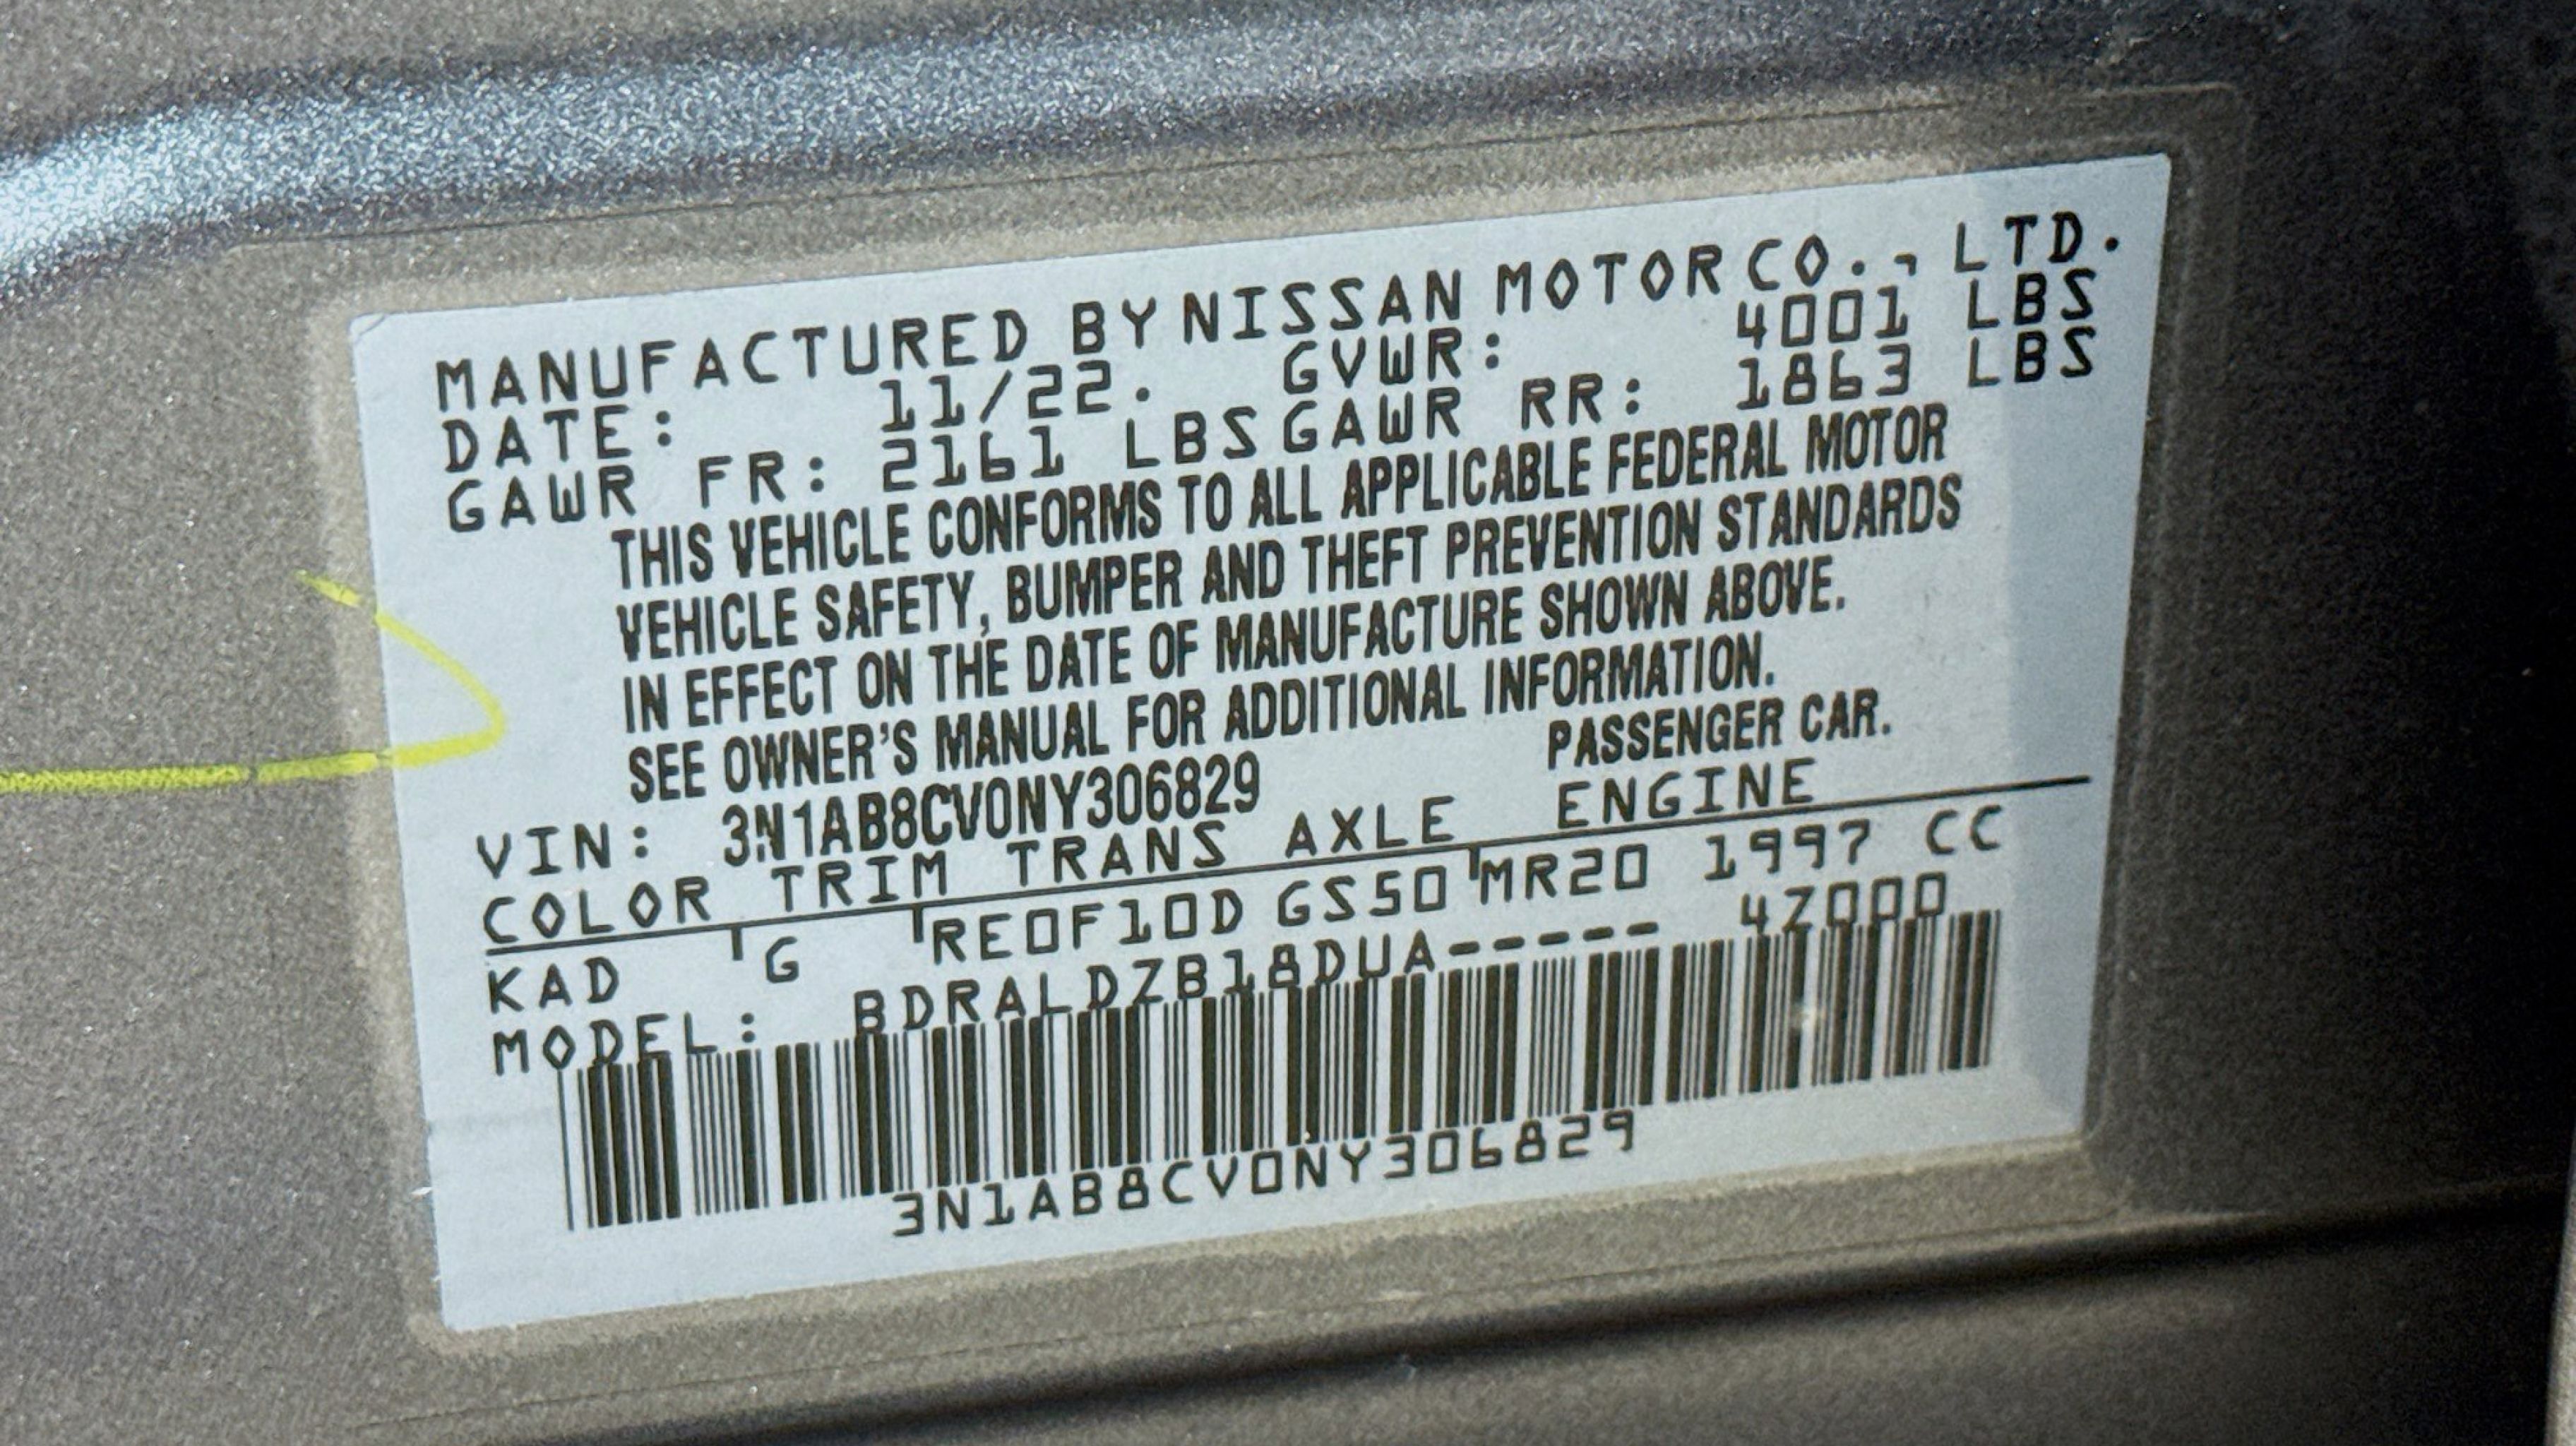 MANUFACTURED BY NISSAN MOTOR CO., LTD.
DATE: 11/22. GVWR: 4001 LBS
GAWR FR: 2161 LBS GAWR RR: 1863 LBS
THIS VEHICLE CONFORMS TO ALL APPLICABLE FEDERAL MOTOR
VEHICLE SAFETY, BUMPER AND THEFT PREVENTION STANDARDS
IN EFFECT ON THE DATE OF MANUFACTURE SHOWN ABOVE.
SEE OWNER'S MANUAL FOR ADDITIONAL INFORMATION.
VIN: 3N1AB8CV0NY306829 PASSENGER CAR.
COLOR TRIM TRANS AXLE ENGINE
KAD G RE0F10D GS50 MR20 1997 CC
MODEL: BDRALDZB18DUA----- 4Z000
3N1AB8CV0NY306829